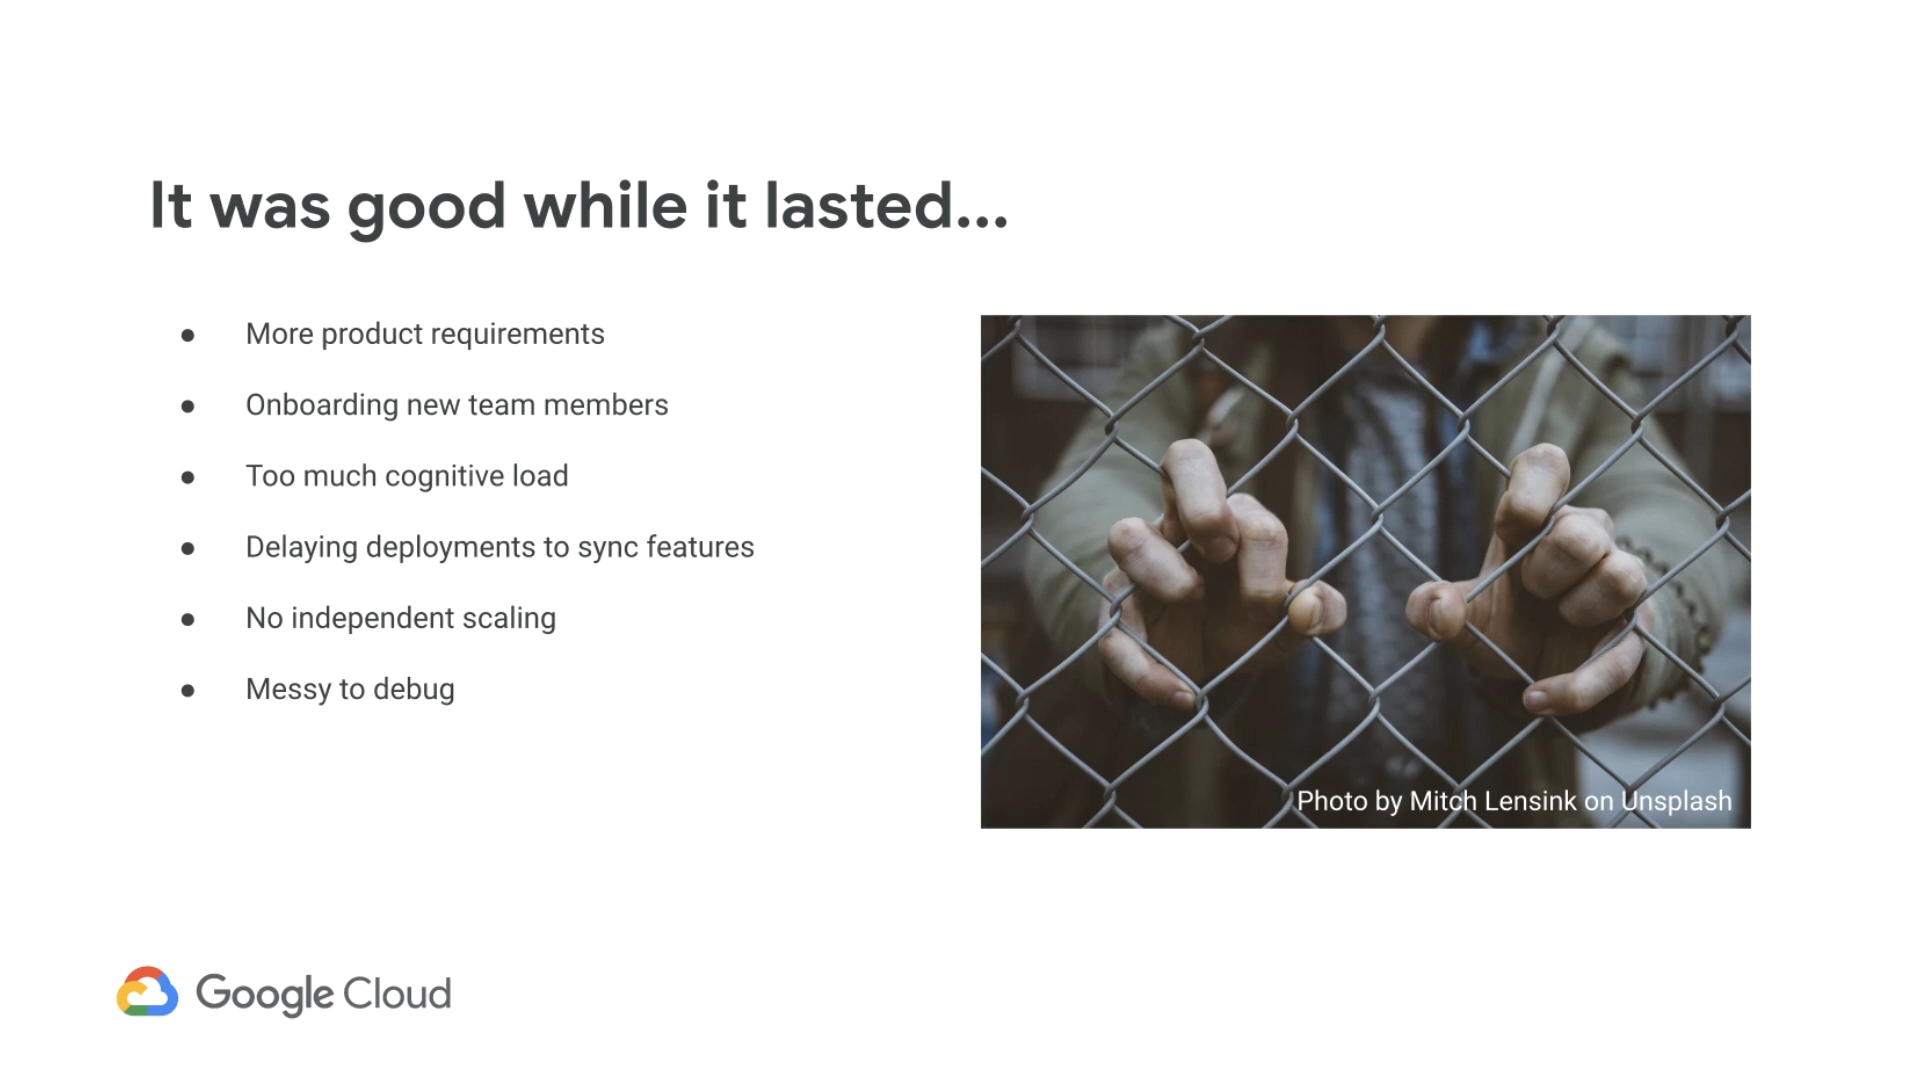 It was good while it lasted...
● More product requirements
● Onboarding new team members
● Too much cognitive load
● Delaying deployments to sync features
● No independent scaling
● Messy to debug
Photo by Mitch Lensink on Unsplash
Google Cloud